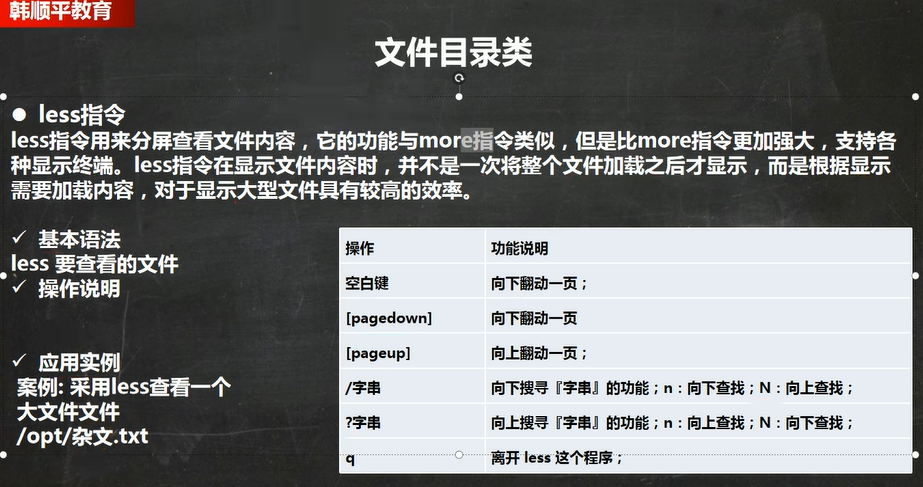 韩顺平教育
文件目录类
● less指令
less指令用来分屏查看文件内容，它的功能与more指令类似，但是比more指令更加强大，支持各
种显示终端。less指令在显示文件内容时，并不是一次将整个文件加载之后才显示，而是根据显示
需要加载内容，对于显示大型文件具有较高的效率。
✓ 基本语法
less 要查看的文件
✓ 操作说明
✓ 应用实例
案例: 采用less查看一个
大文件文件
/opt/杂文.txt
操作 功能说明
空白键 向下翻动一页；
[pagedown] 向下翻动一页
[pageup] 向上翻动一页；
/字串 向下搜寻『字串』的功能；n：向下查找；N：向上查找；
?字串 向上搜寻『字串』的功能；n：向上查找；N：向下查找；
q 离开 less 这个程序；